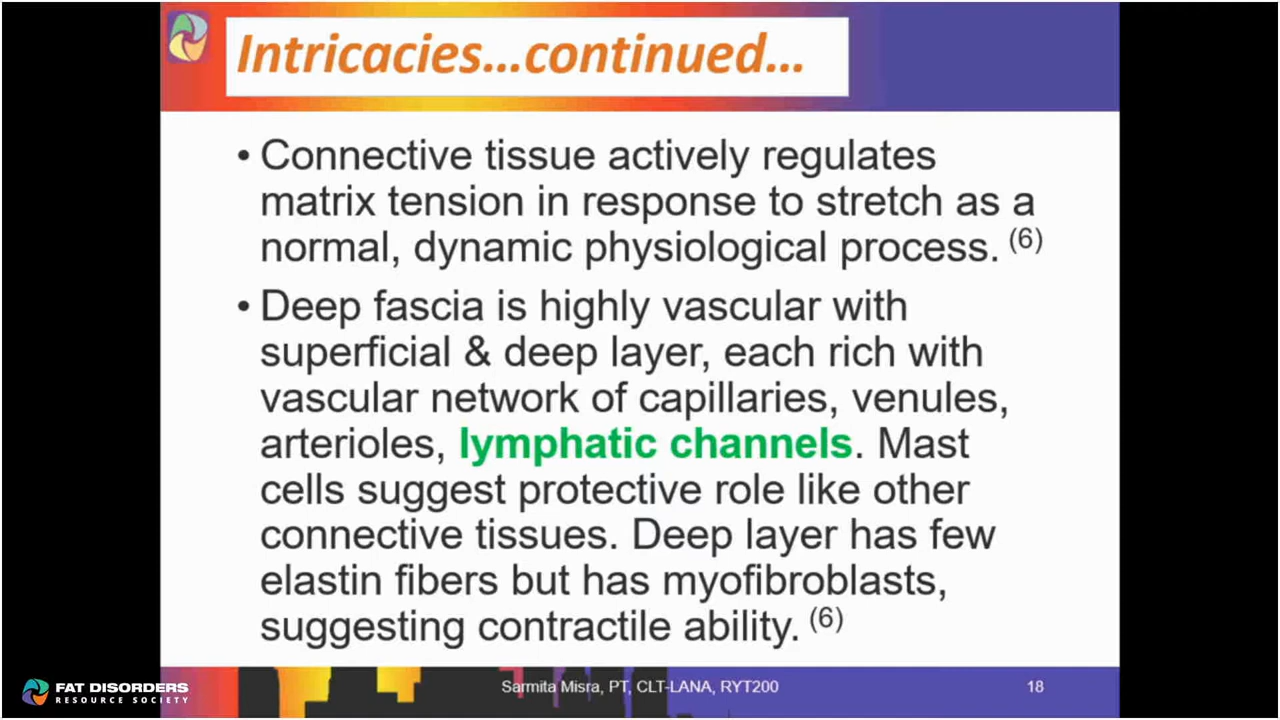 Intricacies...continued...
• Connective tissue actively regulates
matrix tension in response to stretch as a
normal, dynamic physiological process. (6)
• Deep fascia is highly vascular with
superficial & deep layer, each rich with
vascular network of capillaries, venules,
arterioles, lymphatic channels. Mast
cells suggest protective role like other
connective tissues. Deep layer has few
elastin fibers but has myofibroblasts,
suggesting contractile ability. (6)
FAT DISORDERS
RESOURCE SOCIETY
Sarmita Misra, PT, CLT-LANA, RYT200
18